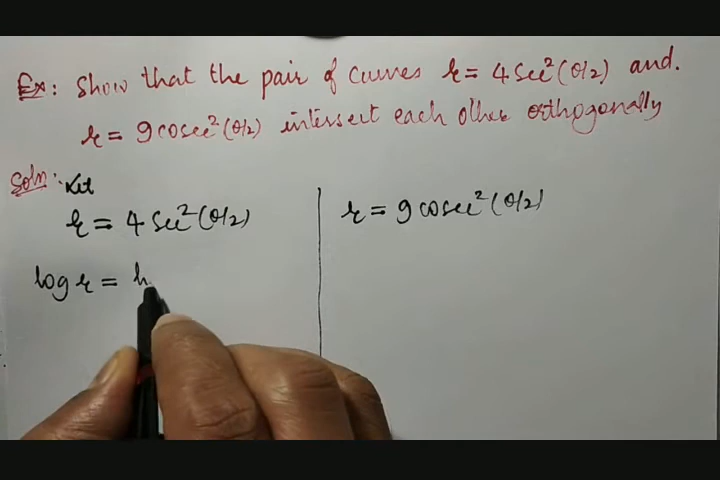 Ex: Show that the pair of curves r = 4 Sec²(θ/2) and.
r = 9 cosec²(θ/2) intersect each other orthogonally
Soln:- Let
r = 4 Sec²(θ/2)
r = 9 cosec²(θ/2)
log r =